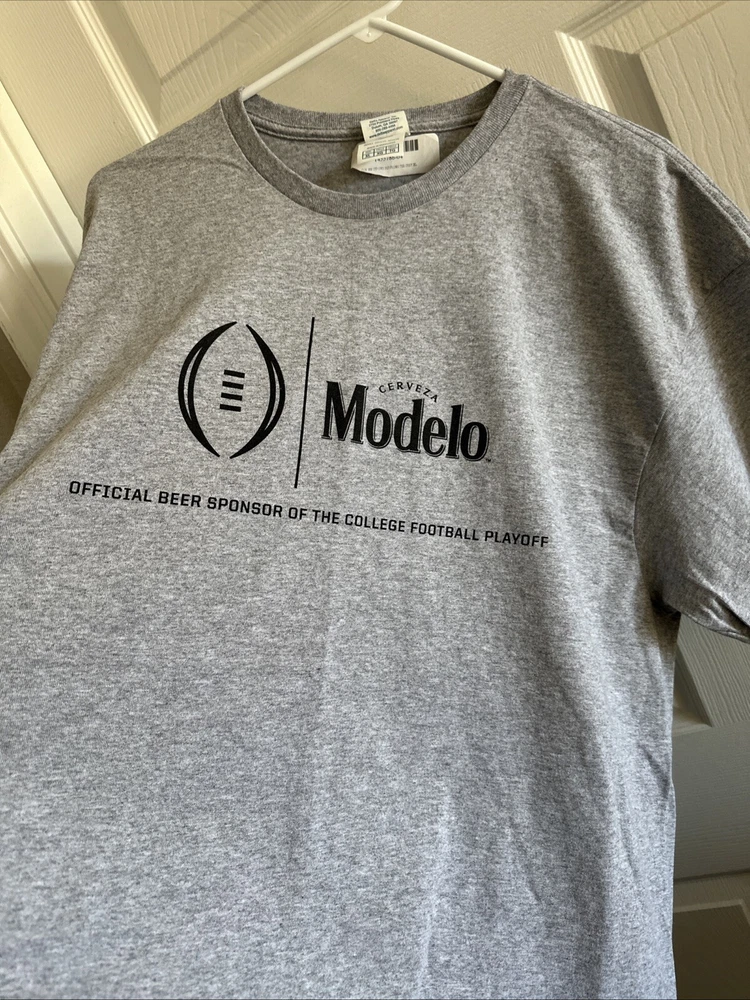 CERVEZA
Modelo
OFFICIAL BEER SPONSOR OF THE COLLEGE FOOTBALL PLAYOFF